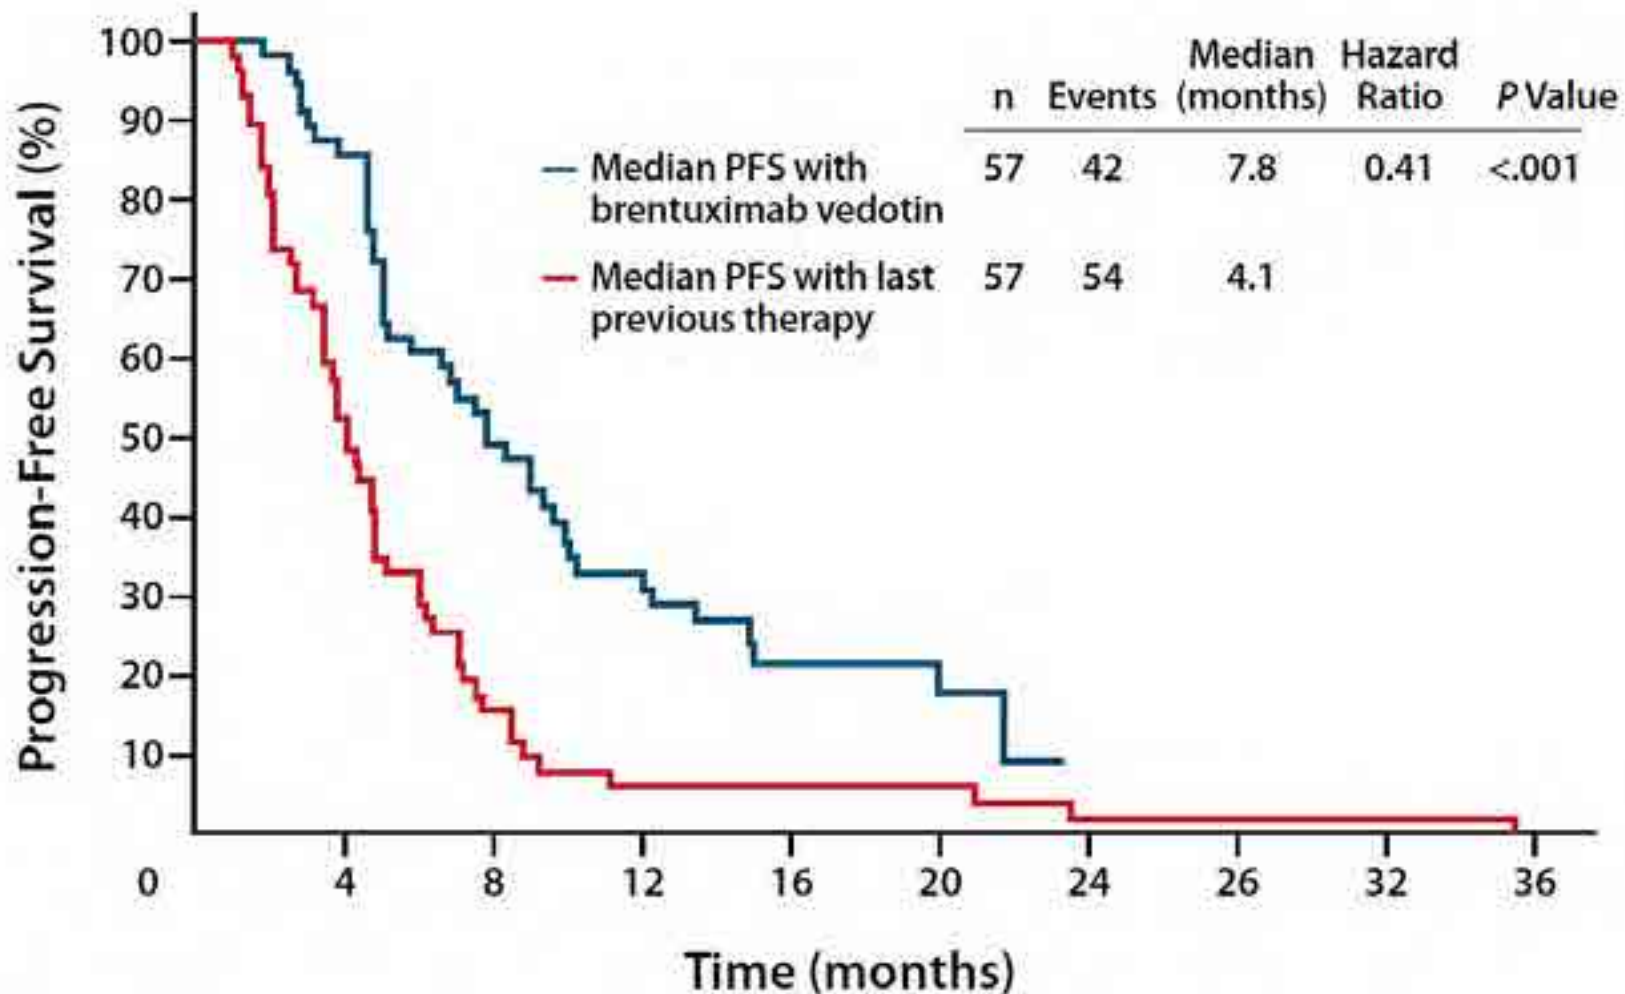 Progression-Free Survival (%)
100
90
80
70
60
50
40
30
20
10
Median Hazard
n Events (months) Ratio P Value
Median PFS with 57 42 7.8 0.41 <.001
brentuximab vedotin
Median PFS with last 57 54 4.1
previous therapy
0 4 8 12 16 20 24 26 32 36
Time (months)